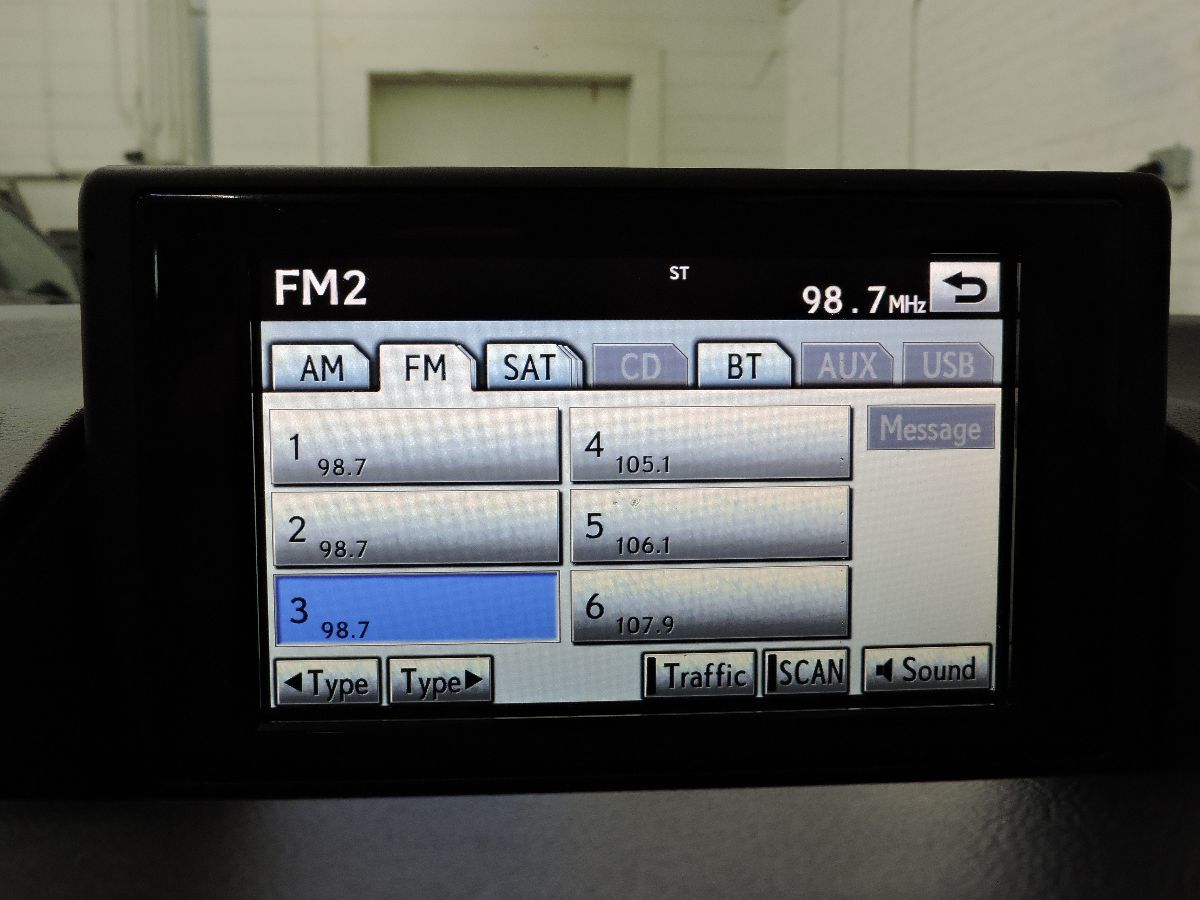 FM2 ST 98.7MHz
AM FM SAT CD BT AUX USB
1 98.7
2 98.7
3 98.7
4 105.1
5 106.1
6 107.9
Message
◀Type Type▶ Traffic SCAN Sound